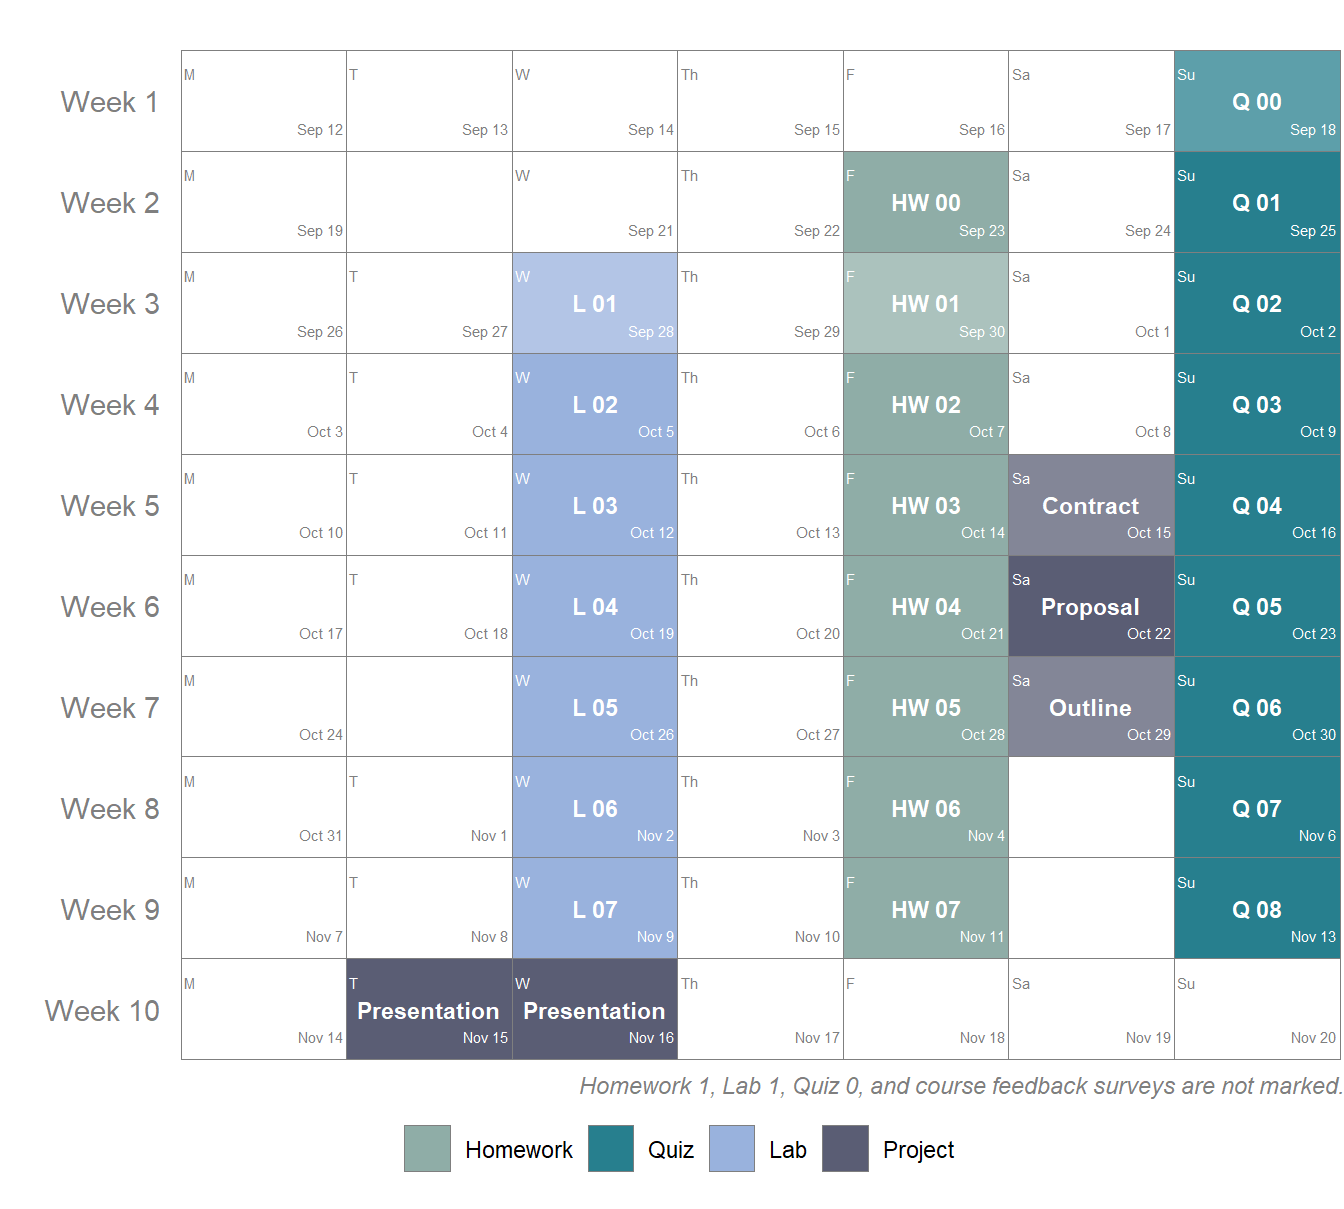 M T W Th F Sa Su
Week 1 Q 00
Sep 12 Sep 13 Sep 14 Sep 15 Sep 16 Sep 17 Sep 18
M W Th F Sa Su
Week 2 HW 00 Q 01
Sep 19 Sep 21 Sep 22 Sep 23 Sep 24 Sep 25
M T W Th F Sa Su
Week 3 L 01 HW 01 Q 02
Sep 26 Sep 27 Sep 28 Sep 29 Sep 30 Oct 1 Oct 2
M T W Th F Sa Su
Week 4 L 02 HW 02 Q 03
Oct 3 Oct 4 Oct 5 Oct 6 Oct 7 Oct 8 Oct 9
M T W Th F Sa Su
Week 5 L 03 HW 03 Contract Q 04
Oct 10 Oct 11 Oct 12 Oct 13 Oct 14 Oct 15 Oct 16
M T W Th F Sa Su
Week 6 L 04 HW 04 Proposal Q 05
Oct 17 Oct 18 Oct 19 Oct 20 Oct 21 Oct 22 Oct 23
M W Th F Sa Su
Week 7 L 05 HW 05 Outline Q 06
Oct 24 Oct 26 Oct 27 Oct 28 Oct 29 Oct 30
M T W Th F Su
Week 8 L 06 HW 06 Q 07
Oct 31 Nov 1 Nov 2 Nov 3 Nov 4 Nov 6
M T W Th F Su
Week 9 L 07 HW 07 Q 08
Nov 7 Nov 8 Nov 9 Nov 10 Nov 11 Nov 13
M T W Th F Sa Su
Week 10 Presentation Presentation
Nov 14 Nov 15 Nov 16 Nov 17 Nov 18 Nov 19 Nov 20
Homework 1, Lab 1, Quiz 0, and course feedback surveys are not marked.
Homework Quiz Lab Project